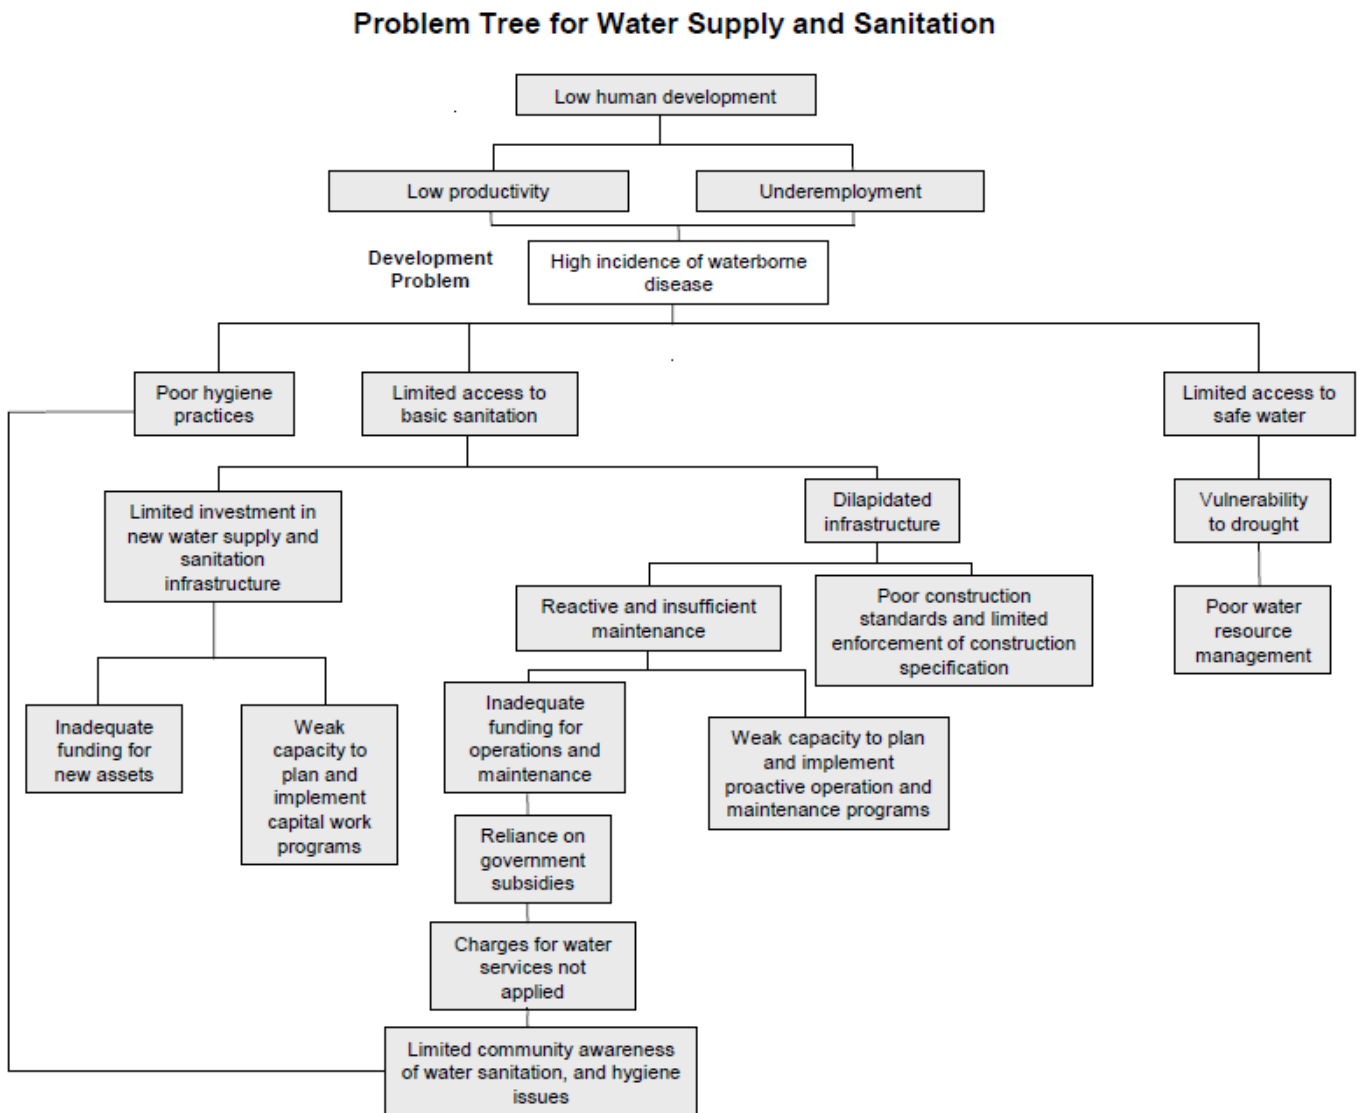 Problem Tree for Water Supply and Sanitation
Low human development
Low productivity
Underemployment
Development
Problem
High incidence of waterborne
disease
Poor hygiene
practices
Limited access to
basic sanitation
Limited access to
safe water
Limited investment in
new water supply and
sanitation
infrastructure
Dilapidated
infrastructure
Vulnerability
to drought
Reactive and insufficient
maintenance
Poor construction
standards and limited
enforcement of construction
specification
Poor water
resource
management
Inadequate
funding for
new assets
Weak
capacity to
plan and
implement
capital work
programs
Inadequate
funding for
operations and
maintenance
Weak capacity to plan
and implement
proactive operation and
maintenance programs
Reliance on
government
subsidies
Charges for water
services not
applied
Limited community awareness
of water sanitation, and hygiene
issues